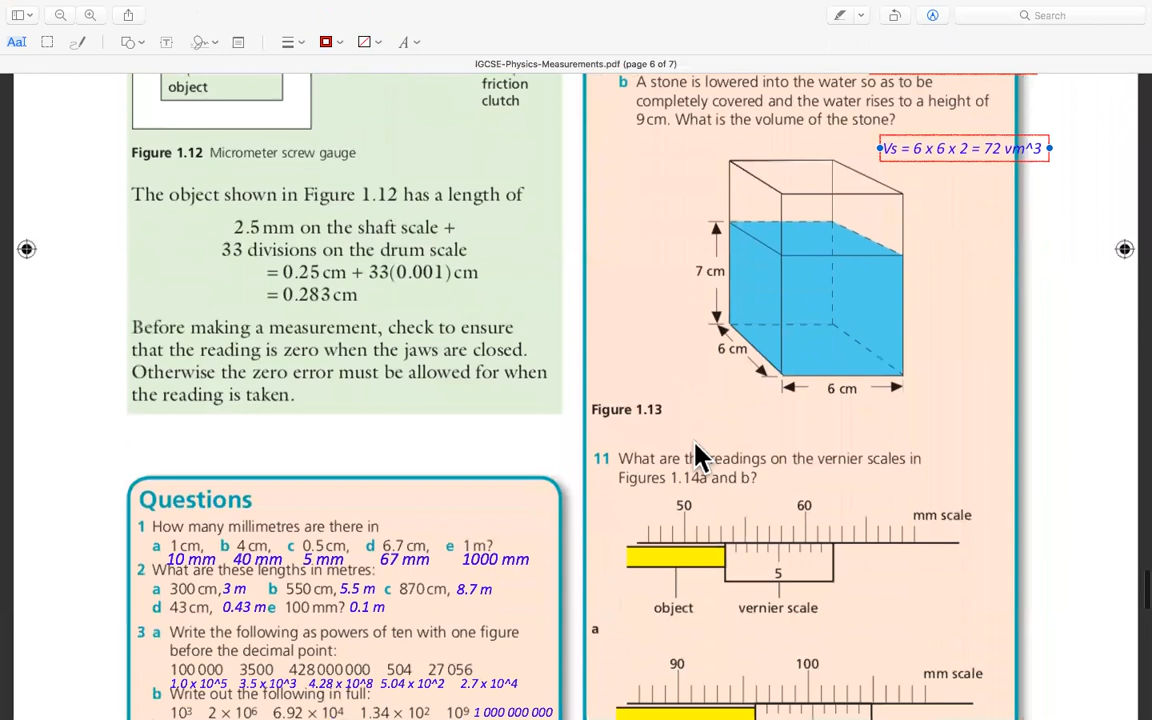 Search
IGCSE-Physics-Measurements.pdf (page 6 of 7)
object
friction
clutch
Figure 1.12 Micrometer screw gauge
The object shown in Figure 1.12 has a length of
2.5 mm on the shaft scale +
33 divisions on the drum scale
= 0.25 cm + 33(0.001) cm
= 0.283 cm
Before making a measurement, check to ensure
that the reading is zero when the jaws are closed.
Otherwise the zero error must be allowed for when
the reading is taken.
Questions
1 How many millimetres are there in
a 1 cm, b 4 cm, c 0.5 cm, d 6.7 cm, e 1 m?
10 mm 40 mm 5 mm 67 mm 1000 mm
2 What are these lengths in metres:
a 300 cm, 3 m b 550 cm, 5.5 m c 870 cm, 8.7 m
d 43 cm, 0.43 m e 100 mm? 0.1 m
3 a Write the following as powers of ten with one figure
before the decimal point:
100 000 3500 428 000 000 504 27 056
1.0 x 10^5 3.5 x 10^3 4.28 x 10^8 5.04 x 10^2 2.7 x 10^4
b Write out the following in full:
10³ 2 × 10⁶ 6.92 × 10⁴ 1.34 × 10² 10⁹ 1 000 000 000
b A stone is lowered into the water so as to be
completely covered and the water rises to a height of
9 cm. What is the volume of the stone?
Vs = 6 x 6 x 2 = 72 vm^3
7 cm
6 cm
6 cm
Figure 1.13
11 What are the readings on the vernier scales in
Figures 1.14a and b?
50 60
mm scale
5
object vernier scale
a
90 100
mm scale